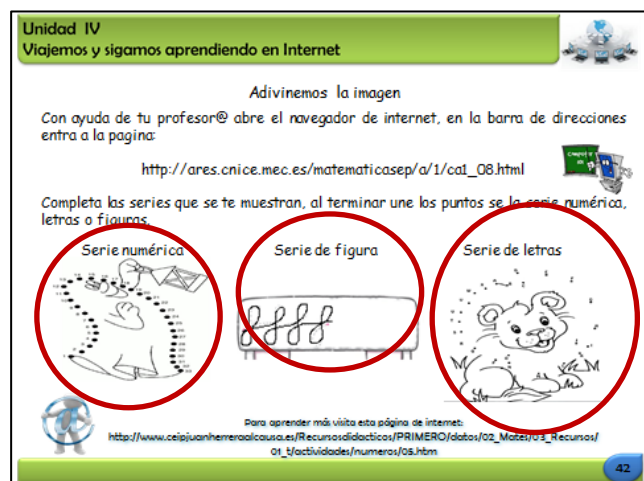 Unidad IV
Viajemos y sigamos aprendiendo en Internet
Adivinemos la imagen
Con ayuda de tu profesor@ abre el navegador de internet, en la barra de direcciones
entra a la pagina:
http://ares.cnice.mec.es/matematicasep/a/1/ca1_08.html
Completa las series que se te muestran, al terminar une los puntos se la serie numérica,
letras o figuras.
Serie numérica
Serie de figura
Serie de letras
Para aprender más visita esta página de internet:
http://www.ceipjuanherreraalcausa.es/Recursosdidacticos/PRIMERO/datos/02_Mates/03_Recursos/
01_t/actividades/numeros/05.htm
42